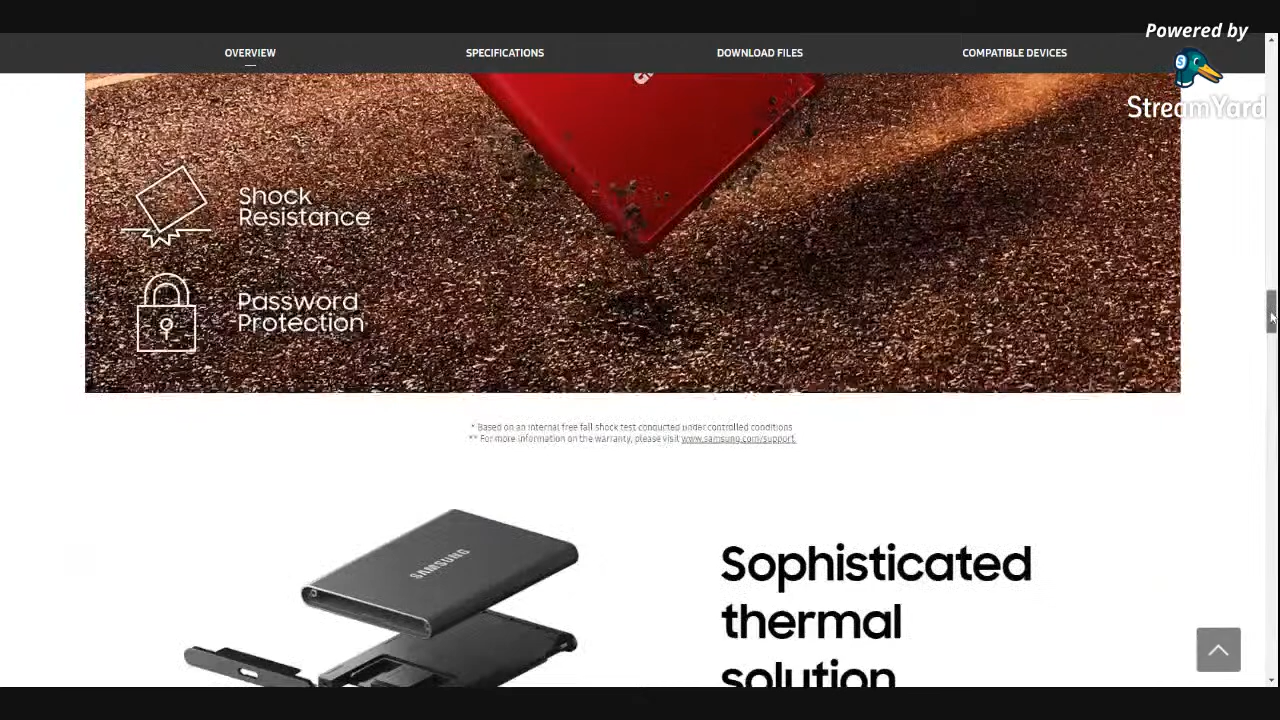 Powered by
StreamYard
OVERVIEW
SPECIFICATIONS
DOWNLOAD FILES
COMPATIBLE DEVICES
Shock
Resistance
Password
Protection
* Based on an internal free fall shock test conducted under controlled conditions
** For more information on the warranty, please visit www.samsung.com/support.
SAMSUNG
Sophisticated
thermal
solution